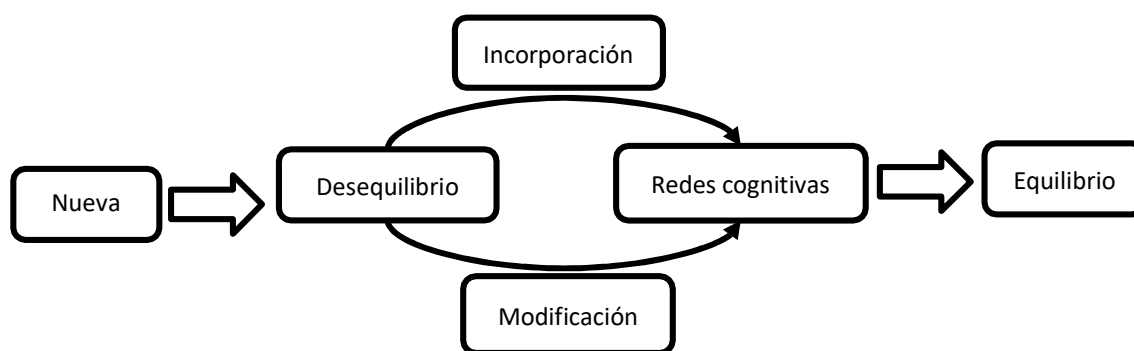 Incorporación
Nueva
Desequilibrio
Redes cognitivas
Equilibrio
Modificación